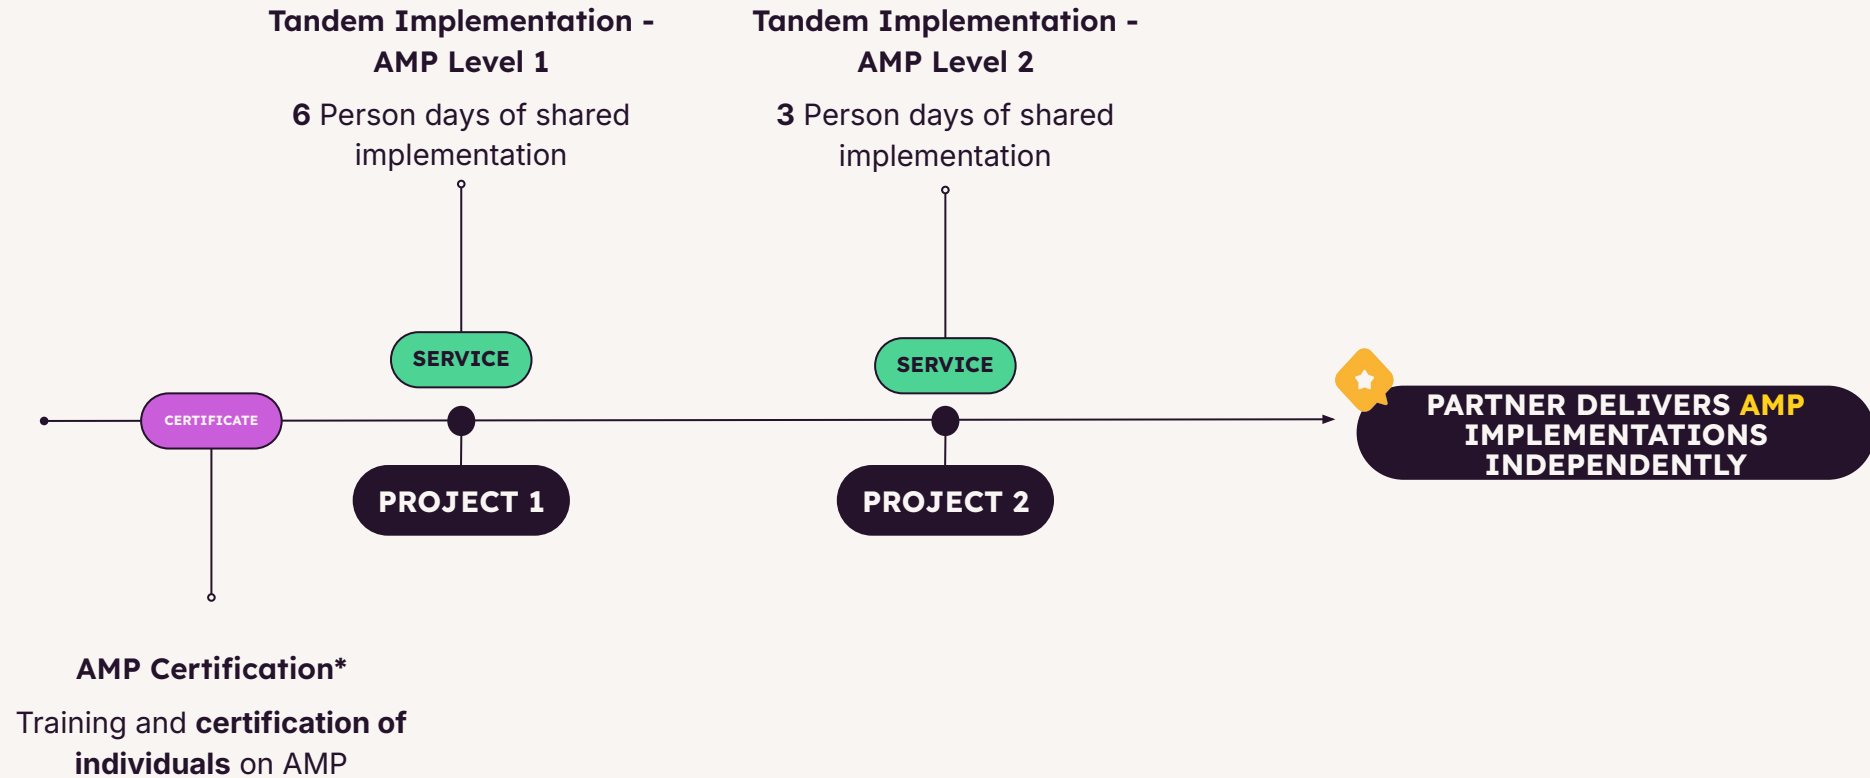 Tandem Implementation -
AMP Level 1
6 Person days of shared
implementation
Tandem Implementation -
AMP Level 2
3 Person days of shared
implementation
SERVICE
SERVICE
CERTIFICATE
PROJECT 1
PROJECT 2
PARTNER DELIVERS AMP
IMPLEMENTATIONS
INDEPENDENTLY
AMP Certification*
Training and certification of
individuals on AMP